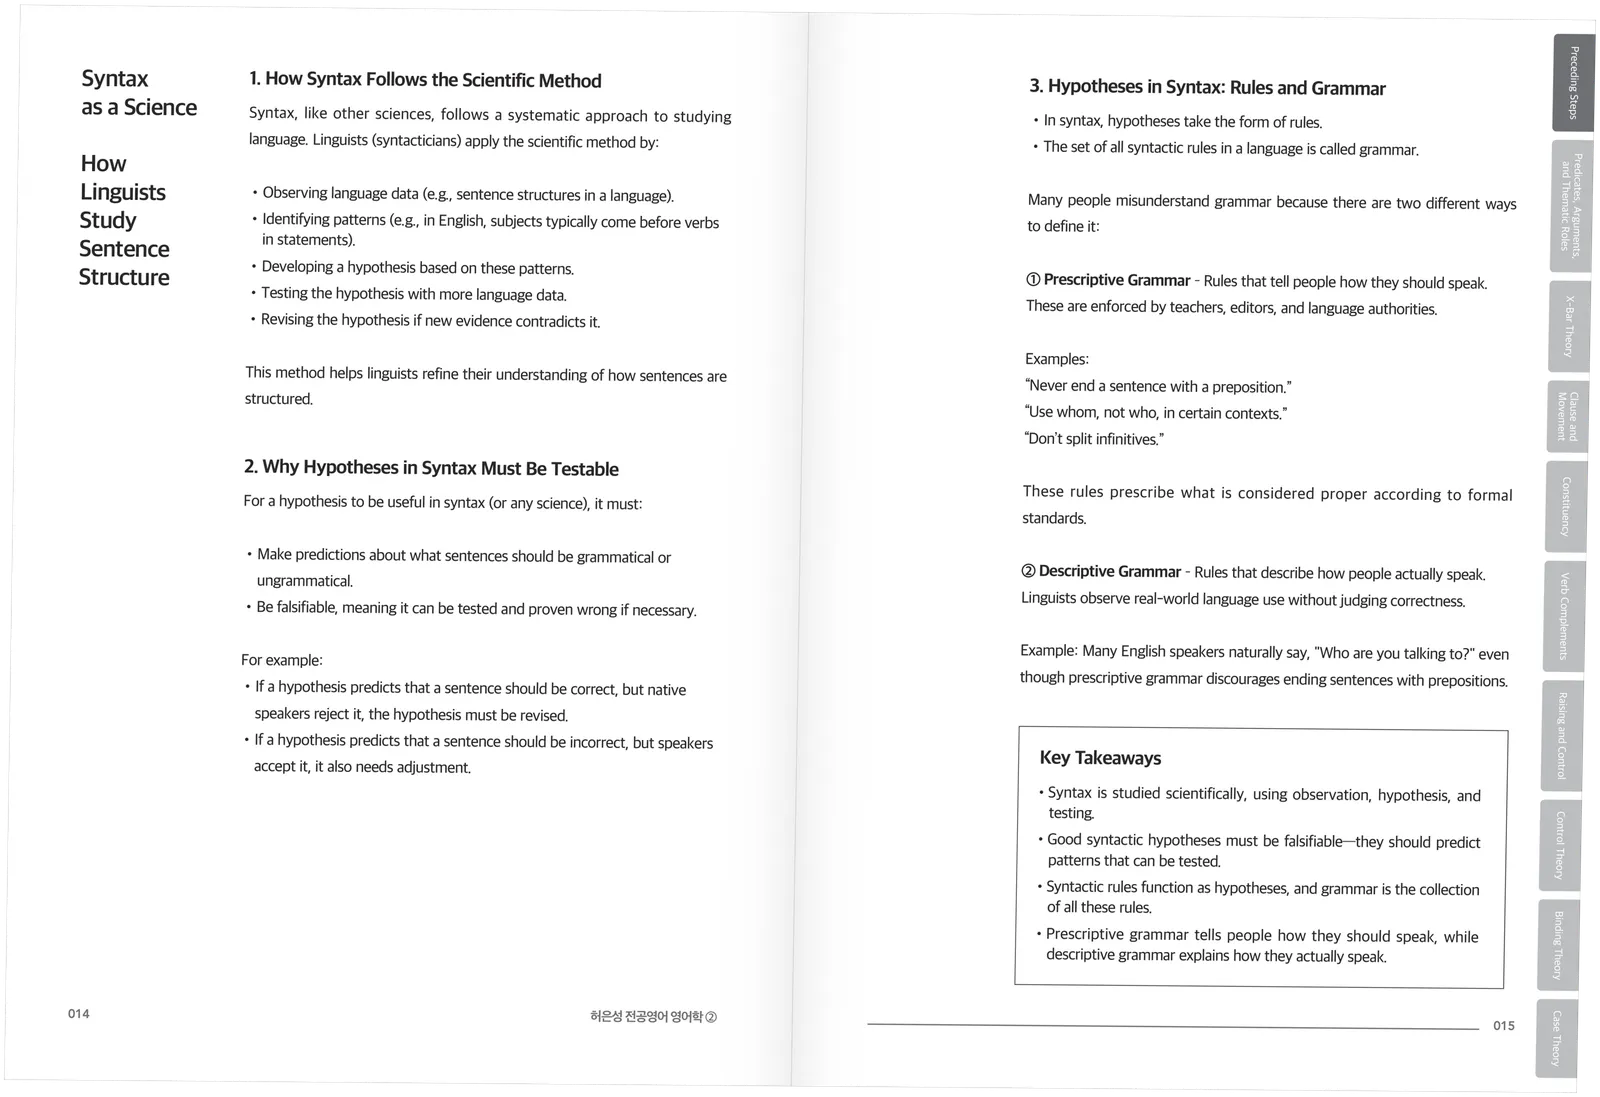 Syntax
as a Science
How
Linguists
Study
Sentence
Structure
1. How Syntax Follows the Scientific Method
Syntax, like other sciences, follows a systematic approach to studying
language. Linguists (syntacticians) apply the scientific method by:
• Observing language data (e.g., sentence structures in a language).
• Identifying patterns (e.g., in English, subjects typically come before verbs
in statements).
• Developing a hypothesis based on these patterns.
• Testing the hypothesis with more language data.
• Revising the hypothesis if new evidence contradicts it.
This method helps linguists refine their understanding of how sentences are
structured.
2. Why Hypotheses in Syntax Must Be Testable
For a hypothesis to be useful in syntax (or any science), it must:
• Make predictions about what sentences should be grammatical or
ungrammatical.
• Be falsifiable, meaning it can be tested and proven wrong if necessary.
For example:
• If a hypothesis predicts that a sentence should be correct, but native
speakers reject it, the hypothesis must be revised.
• If a hypothesis predicts that a sentence should be incorrect, but speakers
accept it, it also needs adjustment.
014
허은성 전공영어 영어학 ②
3. Hypotheses in Syntax: Rules and Grammar
• In syntax, hypotheses take the form of rules.
• The set of all syntactic rules in a language is called grammar.
Many people misunderstand grammar because there are two different ways
to define it:
① Prescriptive Grammar - Rules that tell people how they should speak.
These are enforced by teachers, editors, and language authorities.
Examples:
“Never end a sentence with a preposition.”
“Use whom, not who, in certain contexts.”
“Don’t split infinitives.”
These rules prescribe what is considered proper according to formal
standards.
② Descriptive Grammar - Rules that describe how people actually speak.
Linguists observe real-world language use without judging correctness.
Example: Many English speakers naturally say, "Who are you talking to?" even
though prescriptive grammar discourages ending sentences with prepositions.
Key Takeaways
• Syntax is studied scientifically, using observation, hypothesis, and
testing.
• Good syntactic hypotheses must be falsifiable—they should predict
patterns that can be tested.
• Syntactic rules function as hypotheses, and grammar is the collection
of all these rules.
• Prescriptive grammar tells people how they should speak, while
descriptive grammar explains how they actually speak.
015
Preceding Steps
Predicates, Arguments,
and Thematic Roles
X-Bar Theory
Clause and
Movement
Constituency
Verb Complements
Raising and Control
Control Theory
Binding Theory
Case Theory